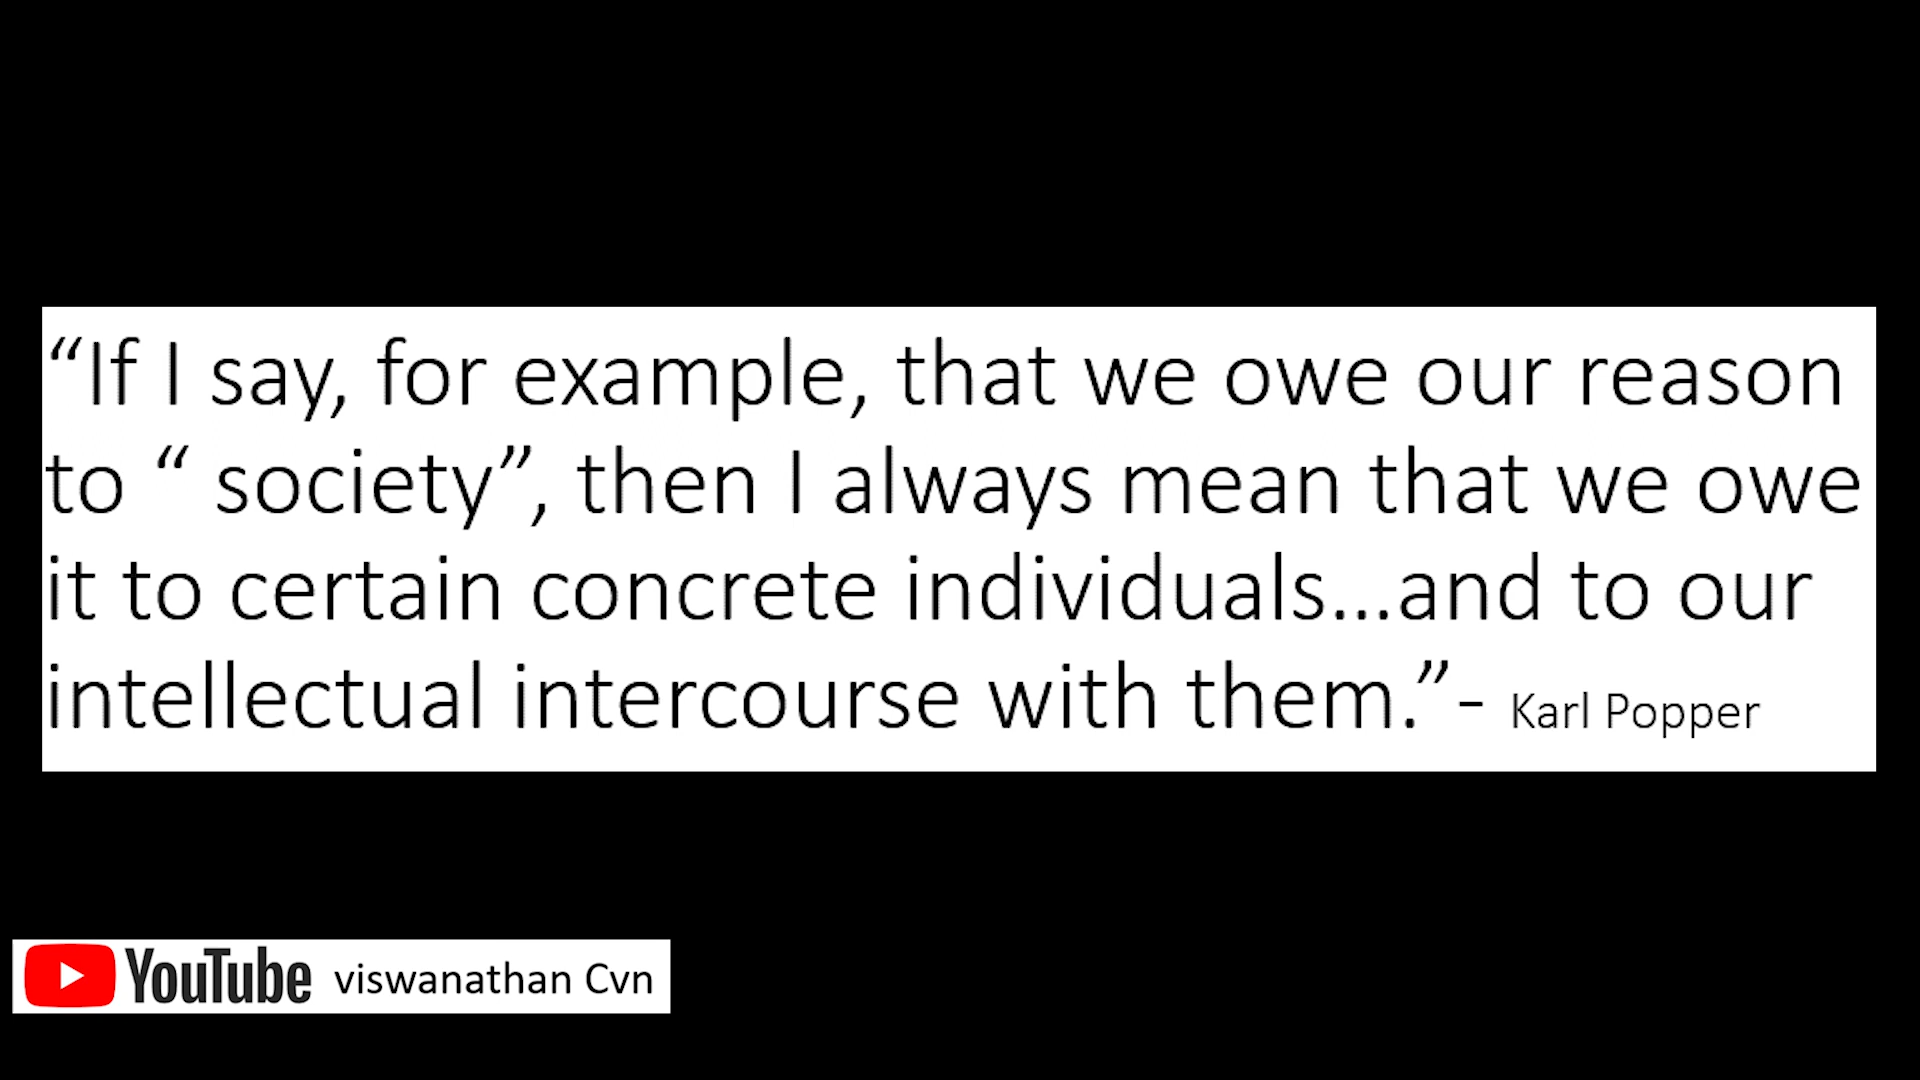 “If I say, for example, that we owe our reason
to “ society”, then I always mean that we owe
it to certain concrete individuals...and to our
intellectual intercourse with them.”- Karl Popper
YouTube viswanathan Cvn